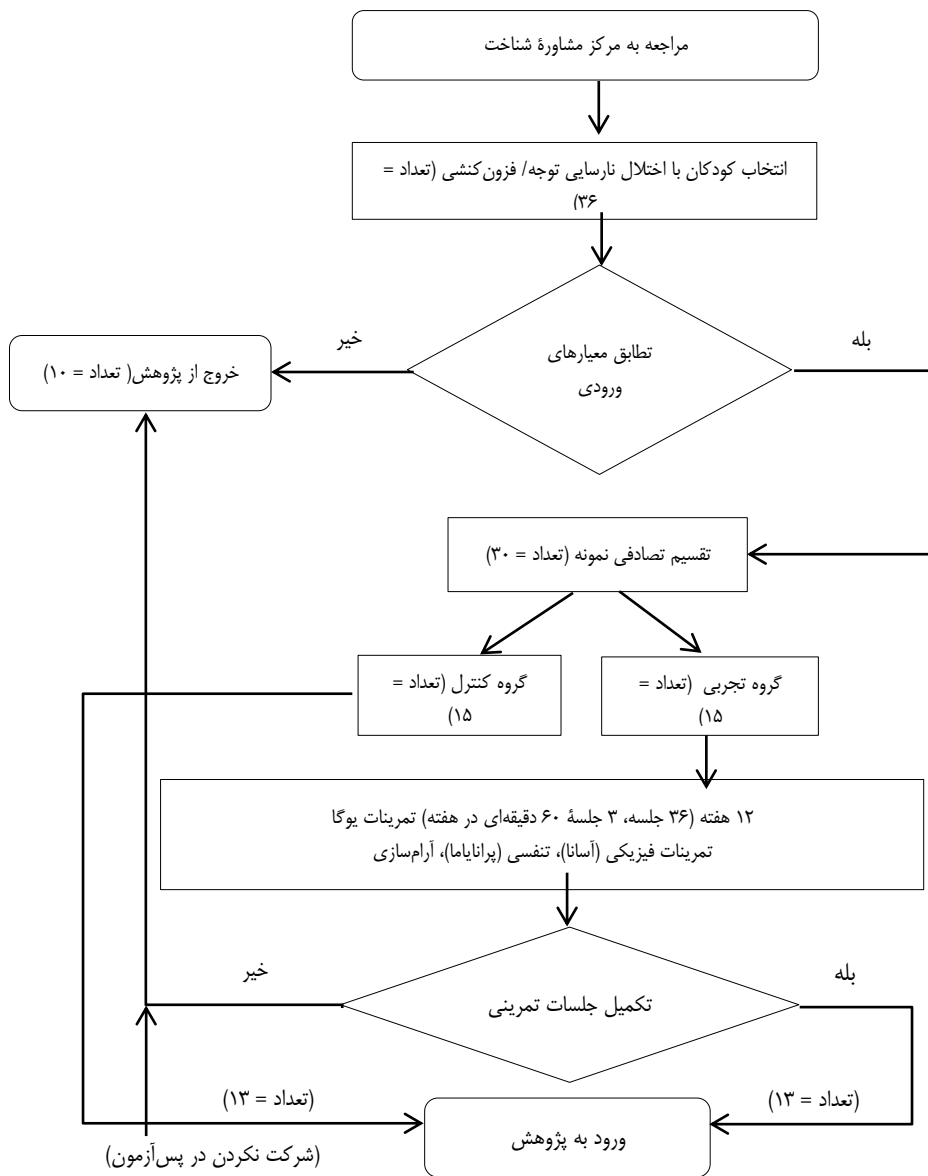 مراجعه به مرکز مشاورۀ شناخت
انتخاب کودکان با اختلال نارسایی توجه/ فزون‌کنشی (تعداد =
۳۶)
تطابق معیارهای
ورودی
خیر
بله
خروج از پژوهش( تعداد = ۱۰)
تقسیم تصادفی نمونه (تعداد = ۳۰)
گروه تجربی (تعداد =
۱۵)
گروه کنترل (تعداد =
۱۵)
۱۲ هفته (۳۶ جلسه، ۳ جلسۀ ۶۰ دقیقه‌ای در هفته) تمرینات یوگا
تمرینات فیزیکی (آسانا)، تنفسی (پرانایاما)، آرام‌سازی
تکمیل جلسات تمرینی
خیر
بله
(تعداد = ۱۳)
(تعداد = ۱۳)
ورود به پژوهش
(شرکت نکردن در پس‌آزمون)